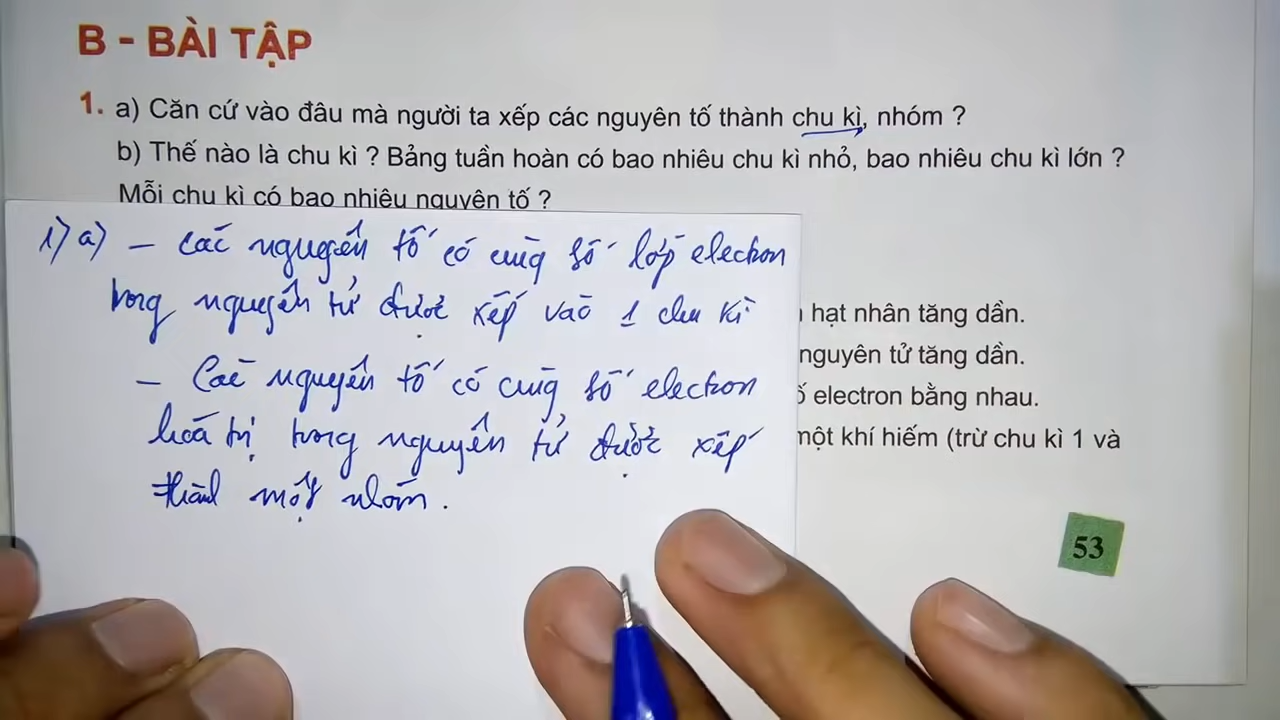 B - BÀI TẬP
1. a) Căn cứ vào đâu mà người ta xếp các nguyên tố thành chu kì, nhóm ?
b) Thế nào là chu kì ? Bảng tuần hoàn có bao nhiêu chu kì nhỏ, bao nhiêu chu kì lớn ?
Mỗi chu kì có bao nhiêu nguyên tố ?
1) a) – Các nguyên tố có cùng số lớp electron
trong nguyên tử được xếp vào 1 chu kì
– Các nguyên tố có cùng số electron
hoá trị trong nguyên tử được xếp
thành một nhóm.
hạt nhân tăng dần.
nguyên tử tăng dần.
ố electron bằng nhau.
một khí hiếm (trừ chu kì 1 và
53